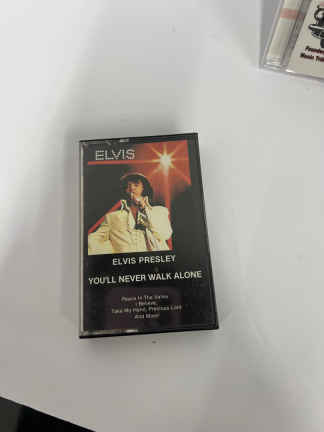 ELVIS
ELVIS PRESLEY
YOU'LL NEVER WALK ALONE
Peace In The Valley
I Believe,
Take My Hand, Precious Lord
And More!